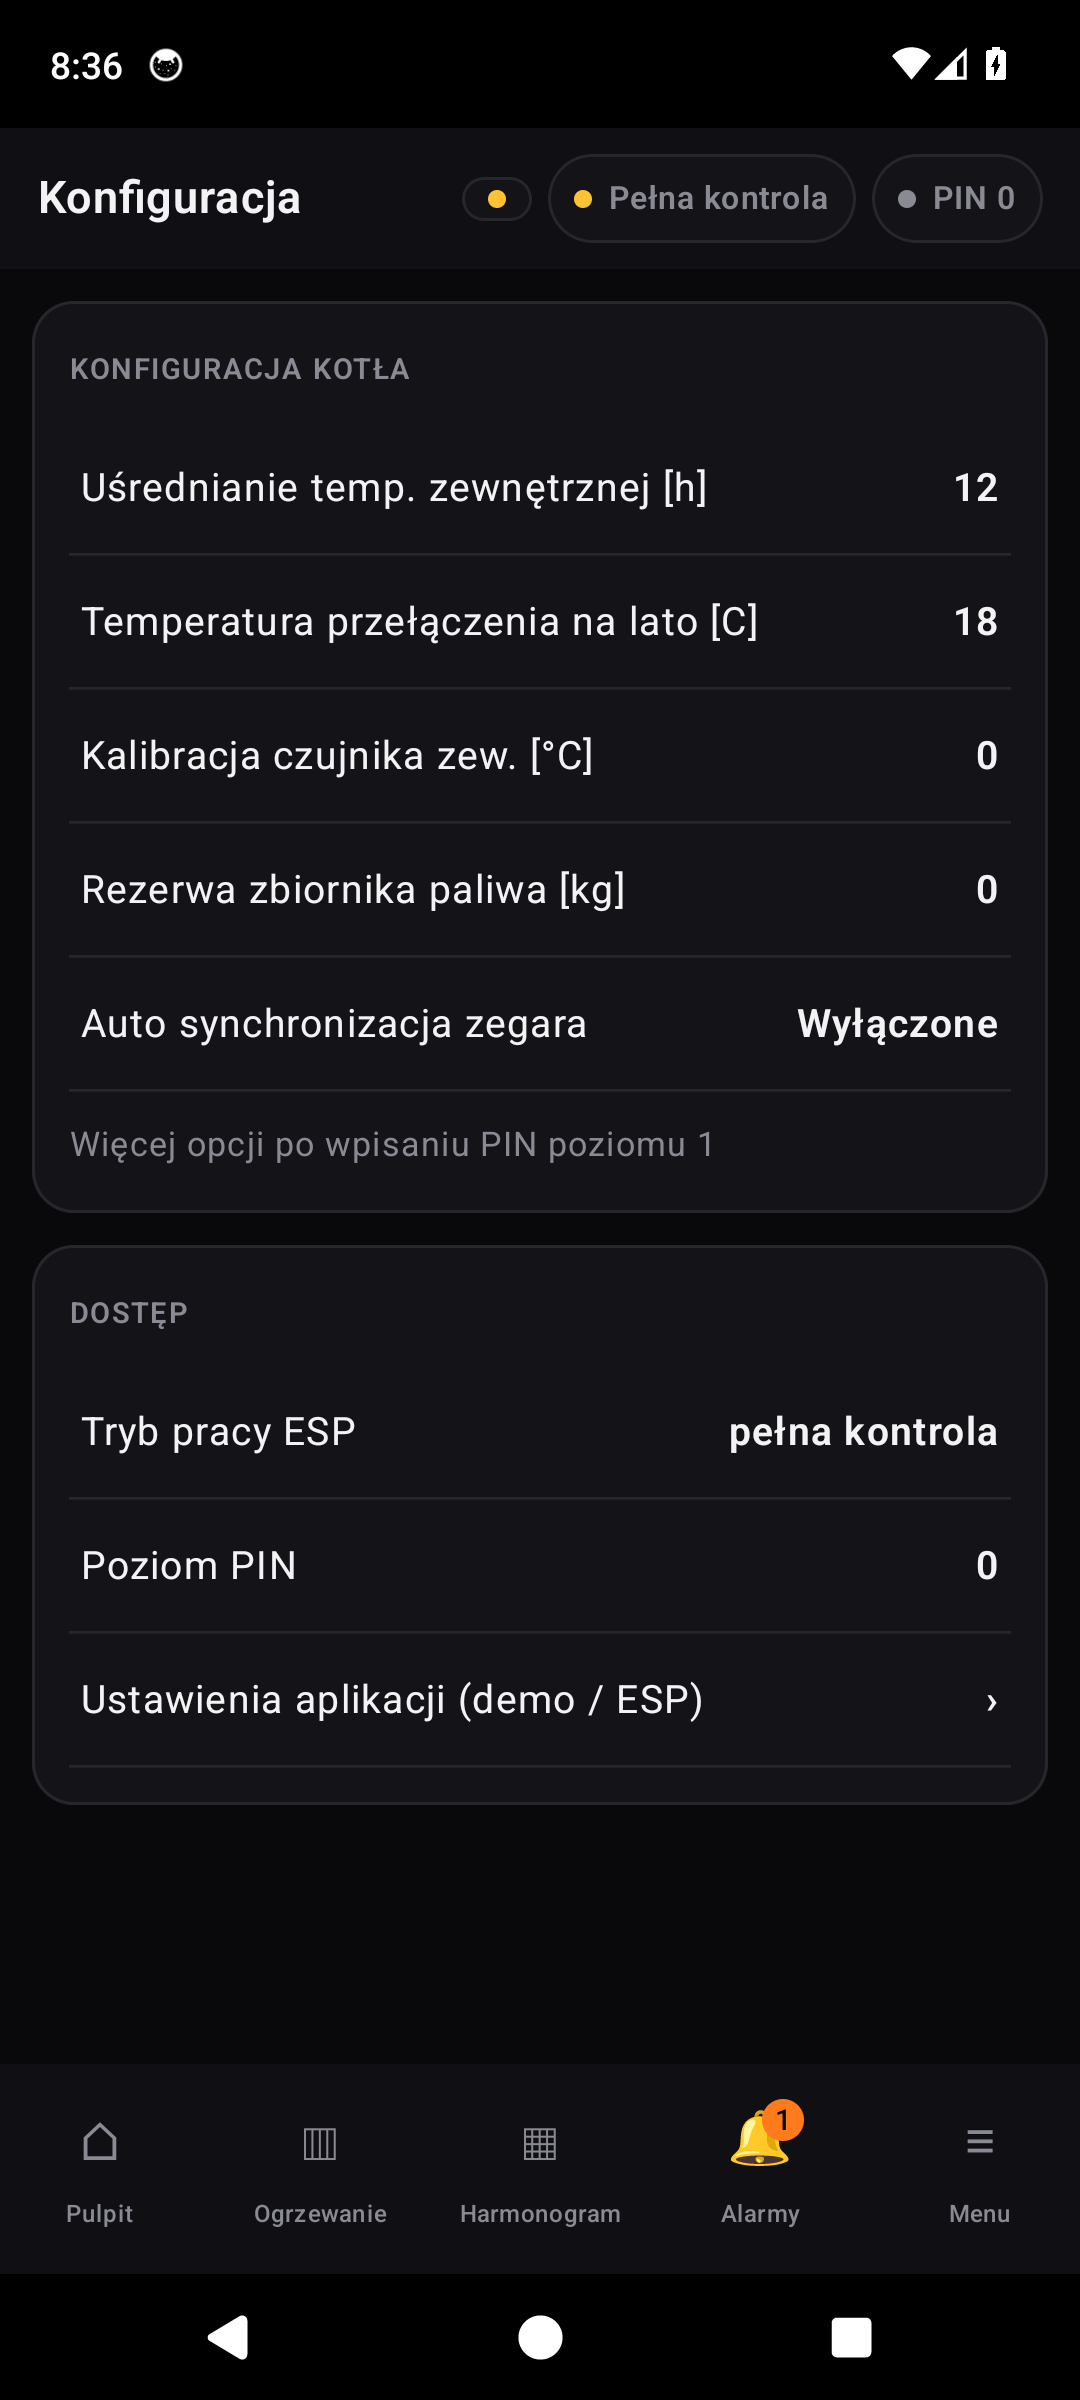 8:36
Konfiguracja
Pełna kontrola
PIN 0
KONFIGURACJA KOTŁA
Uśrednianie temp. zewnętrznej [h] 12
Temperatura przełączenia na lato [C] 18
Kalibracja czujnika zew. [°C] 0
Rezerwa zbiornika paliwa [kg] 0
Auto synchronizacja zegara Wyłączone
Więcej opcji po wpisaniu PIN poziomu 1
DOSTĘP
Tryb pracy ESP pełna kontrola
Poziom PIN 0
Ustawienia aplikacji (demo / ESP) ›
1
Pulpit Ogrzewanie Harmonogram Alarmy Menu